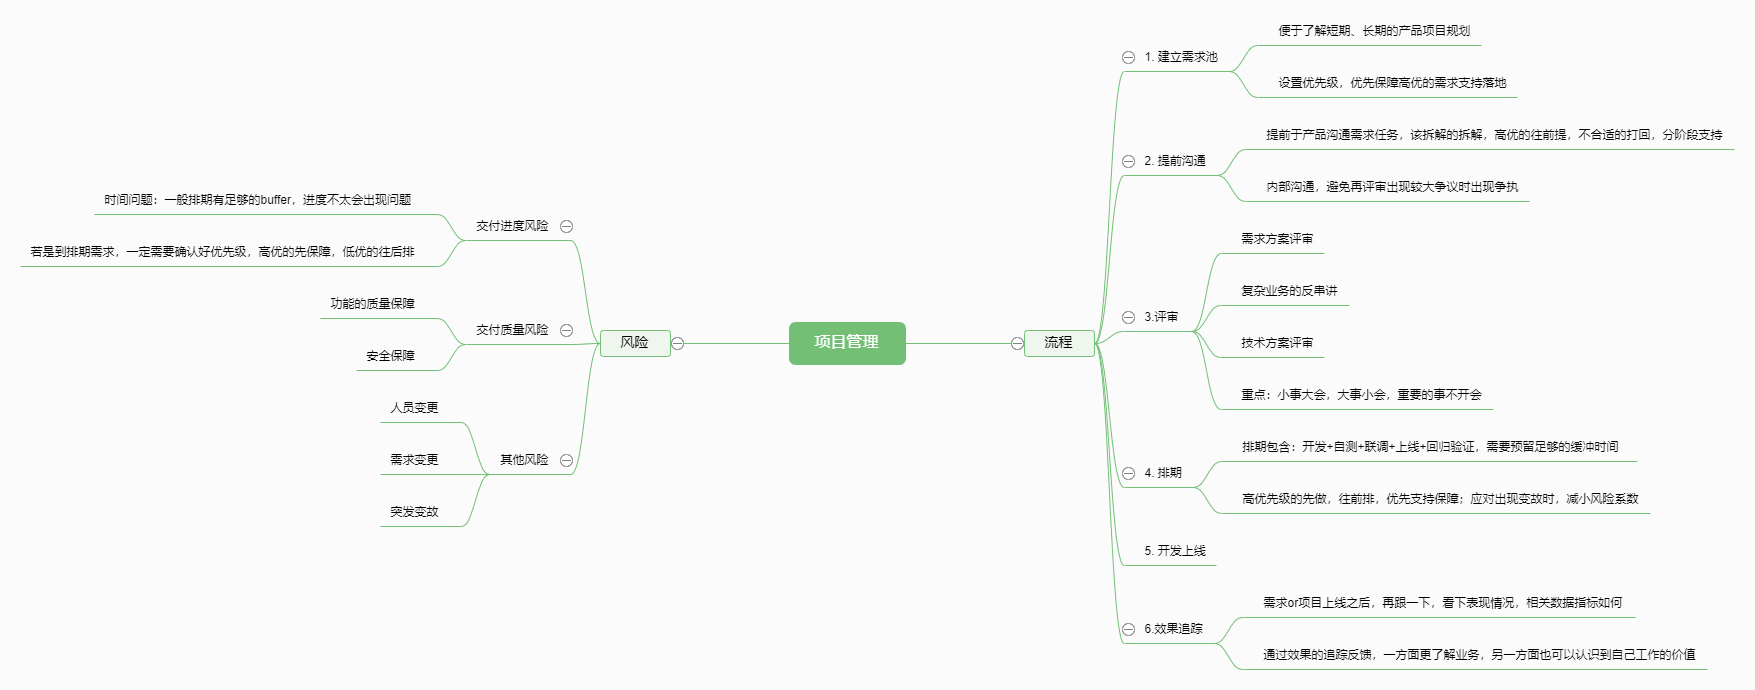 项目管理
流程
1. 建立需求池
便于了解短期、长期的产品项目规划
设置优先级，优先保障高优的需求支持落地
2. 提前沟通
提前于产品沟通需求任务，该拆解的拆解，高优的往前提，不合适的打回，分阶段支持
内部沟通，避免再评审出现较大争议时出现争执
3.评审
需求方案评审
复杂业务的反串讲
技术方案评审
重点：小事大会，大事小会，重要的事不开会
4. 排期
排期包含：开发+自测+联调+上线+回归验证，需要预留足够的缓冲时间
高优先级的先做，往前排，优先支持保障；应对出现变故时，减小风险系数
5. 开发上线
6.效果追踪
需求or项目上线之后，再跟一下，看下表现情况，相关数据指标如何
通过效果的追踪反馈，一方面更了解业务，另一方面也可以认识到自己工作的价值
风险
交付进度风险
时间问题：一般排期有足够的buffer，进度不太会出现问题
若是到排期需求，一定需要确认好优先级，高优的先保障，低优的往后排
交付质量风险
功能的质量保障
安全保障
其他风险
人员变更
需求变更
突发变故